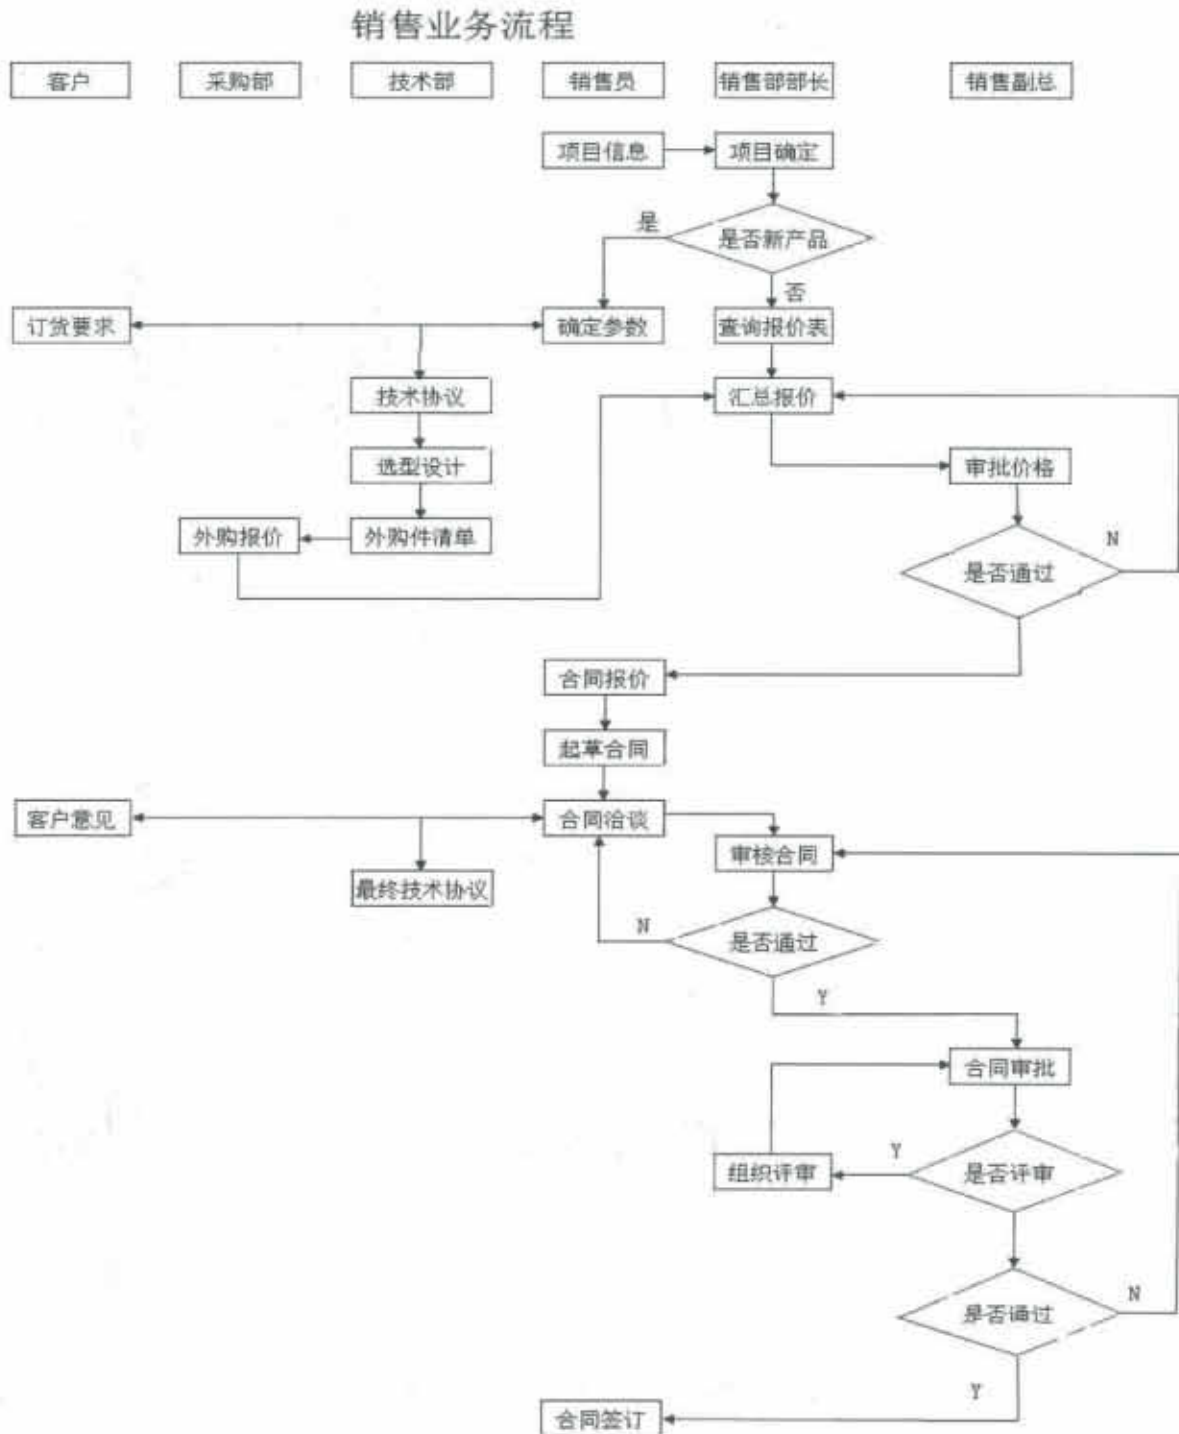 销售业务流程
客户 采购部 技术部 销售员 销售部部长 销售副总
项目信息 项目确定
是 是否新产品
否
订货要求 确定参数 查询报价表
技术协议 汇总报价
选型设计 审批价格
外购报价 外购件清单 N
是否通过
合同报价
起草合同
客户意见 合同洽谈
审核合同
最终技术协议
N 是否通过
Y
合同审批
Y
组织评审 是否评审
N
是否通过
Y
合同签订